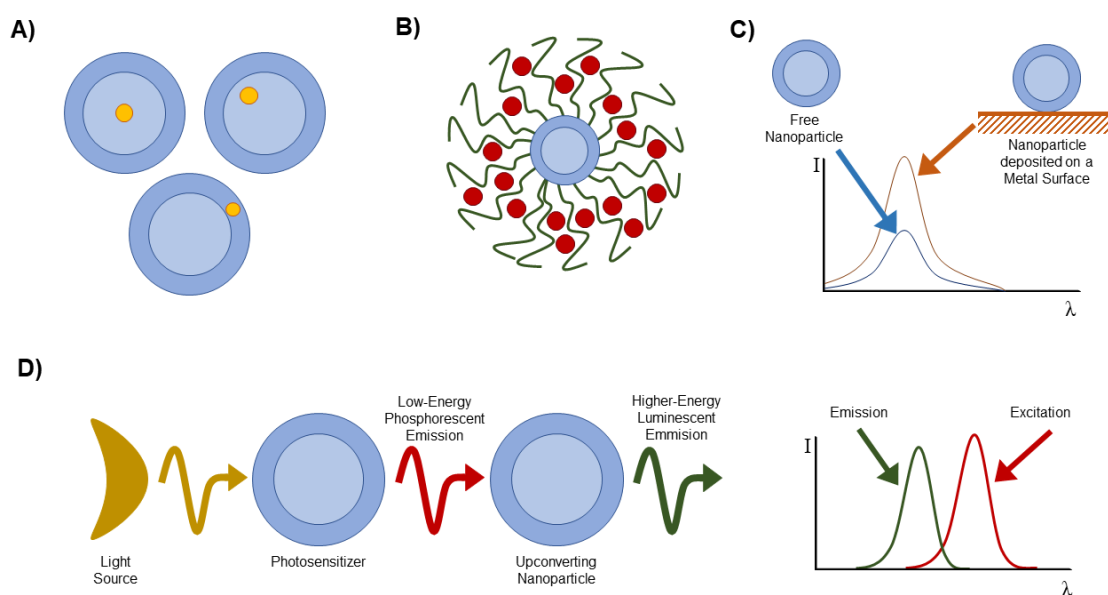 A)
B)
C)
Free
Nanoparticle
Nanoparticle
deposited on a
Metal Surface
I
λ
D)
Light
Source
Photosensitizer
Low-Energy
Phosphorescent
Emission
Upconverting
Nanoparticle
Higher-Energy
Luminescent
Emmision
Emission
Excitation
I
λ